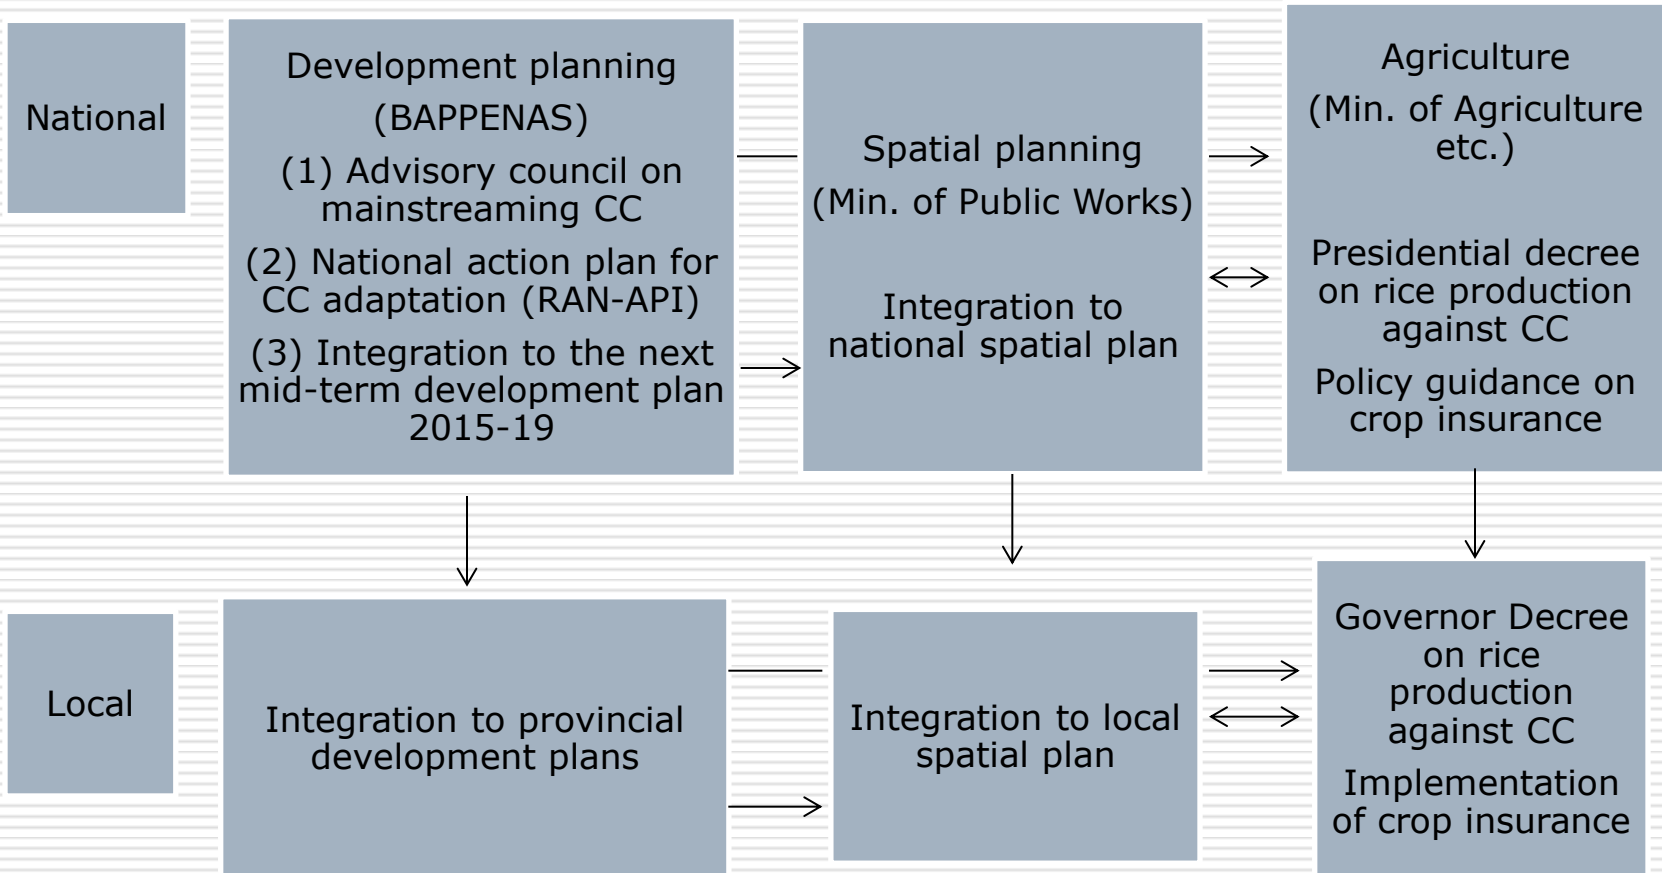 National
Development planning
(BAPPENAS)
(1) Advisory council on
mainstreaming CC
(2) National action plan for
CC adaptation (RAN-API)
(3) Integration to the next
mid-term development plan
2015-19
Spatial planning
(Min. of Public Works)
Integration to
national spatial plan
Agriculture
(Min. of Agriculture
etc.)
Presidential decree
on rice production
against CC
Policy guidance on
crop insurance
Local
Integration to provincial
development plans
Integration to local
spatial plan
Governor Decree
on rice
production
against CC
Implementation
of crop insurance